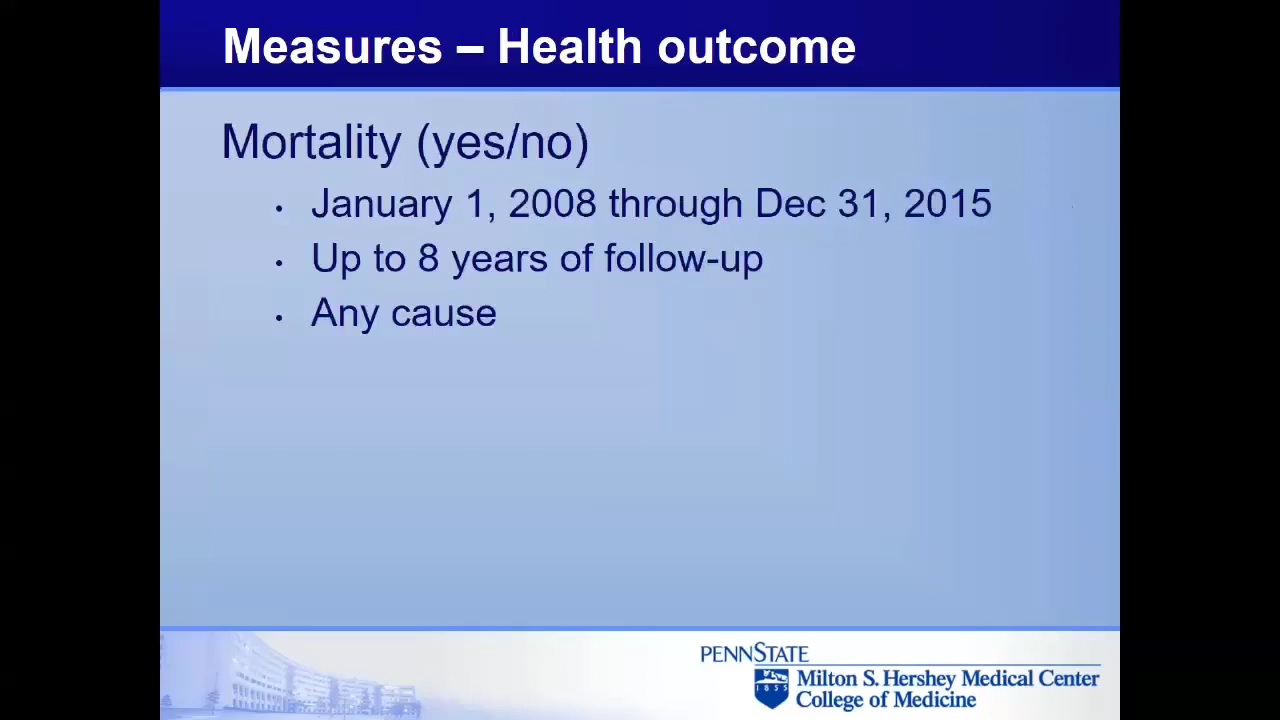 Measures – Health outcome
Mortality (yes/no)
• January 1, 2008 through Dec 31, 2015
• Up to 8 years of follow-up
• Any cause
PENNSTATE
1855
Milton S. Hershey Medical Center
College of Medicine